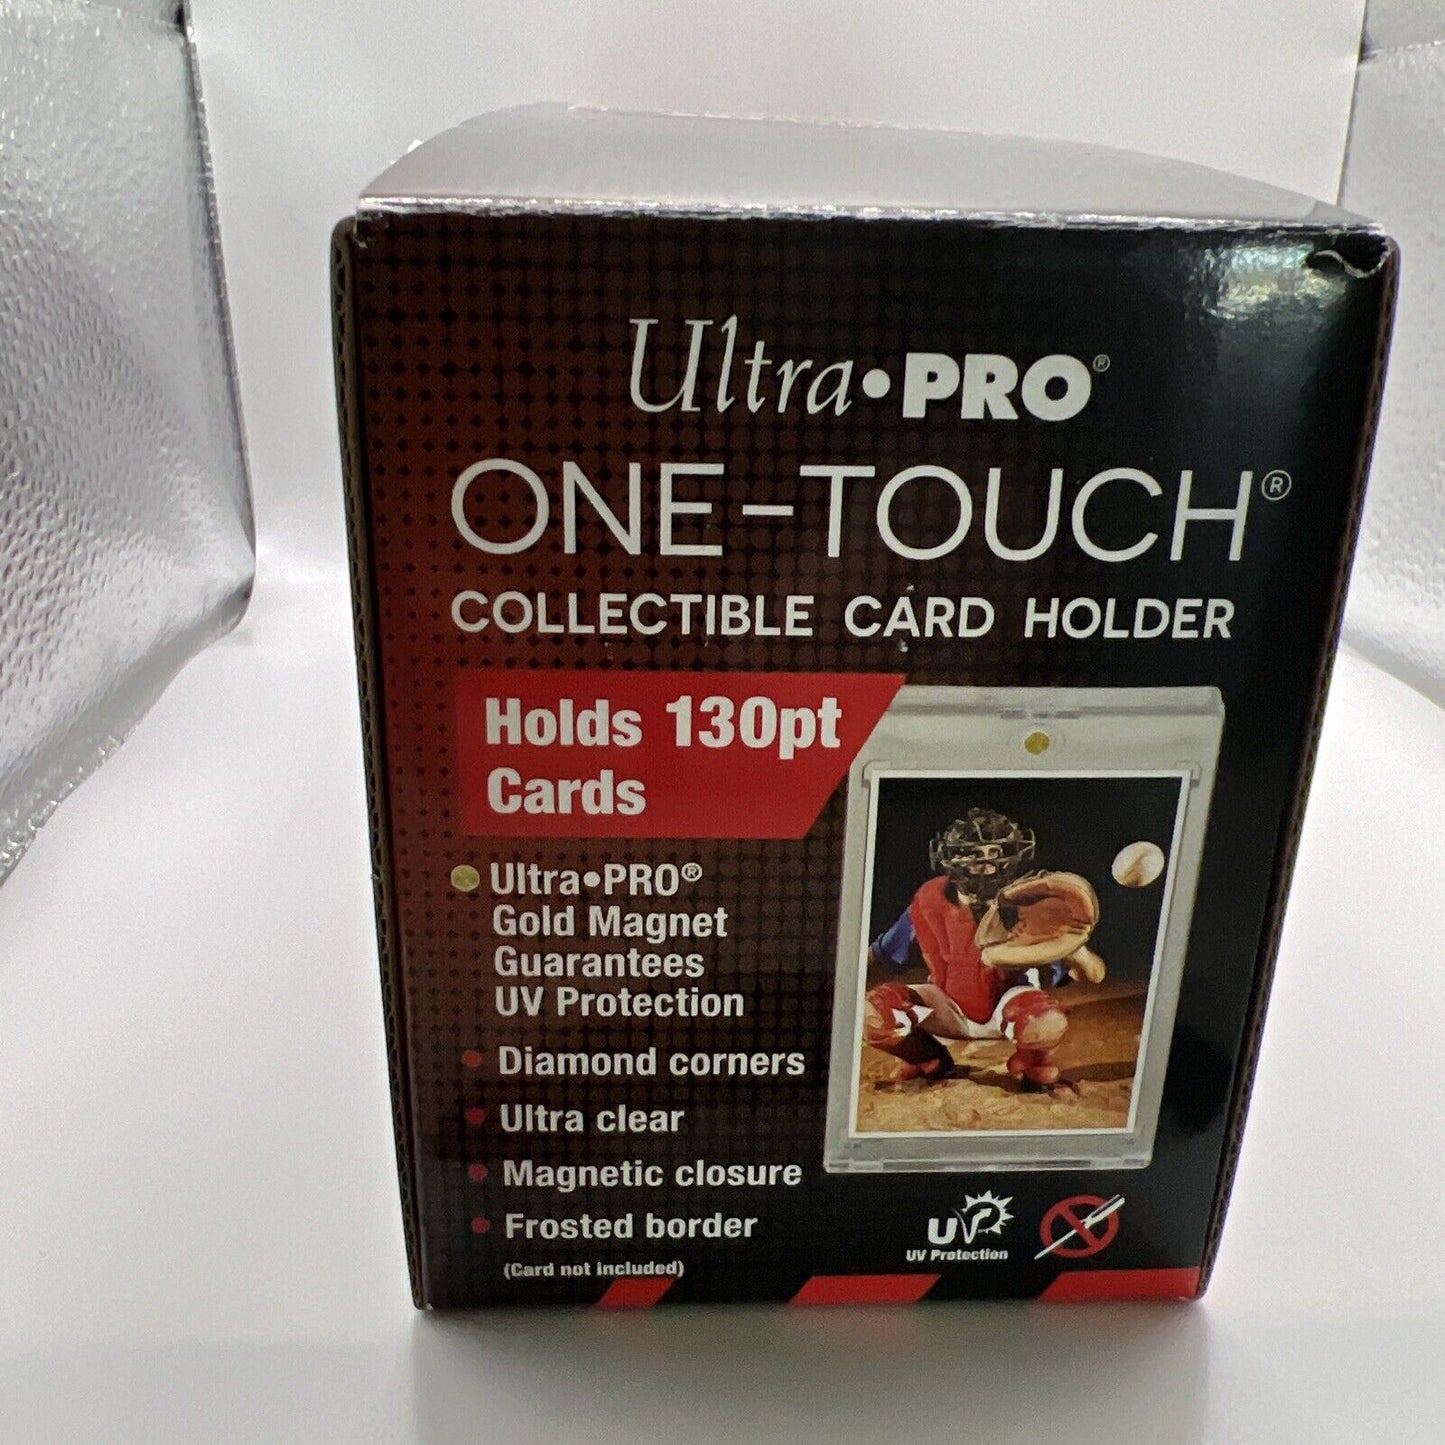 Ultra•PRO®
ONE-TOUCH®
COLLECTIBLE CARD HOLDER
Holds 130pt
Cards
Ultra•PRO®
Gold Magnet
Guarantees
UV Protection
• Diamond corners
• Ultra clear
• Magnetic closure
• Frosted border
(Card not included)
UV
UV Protection